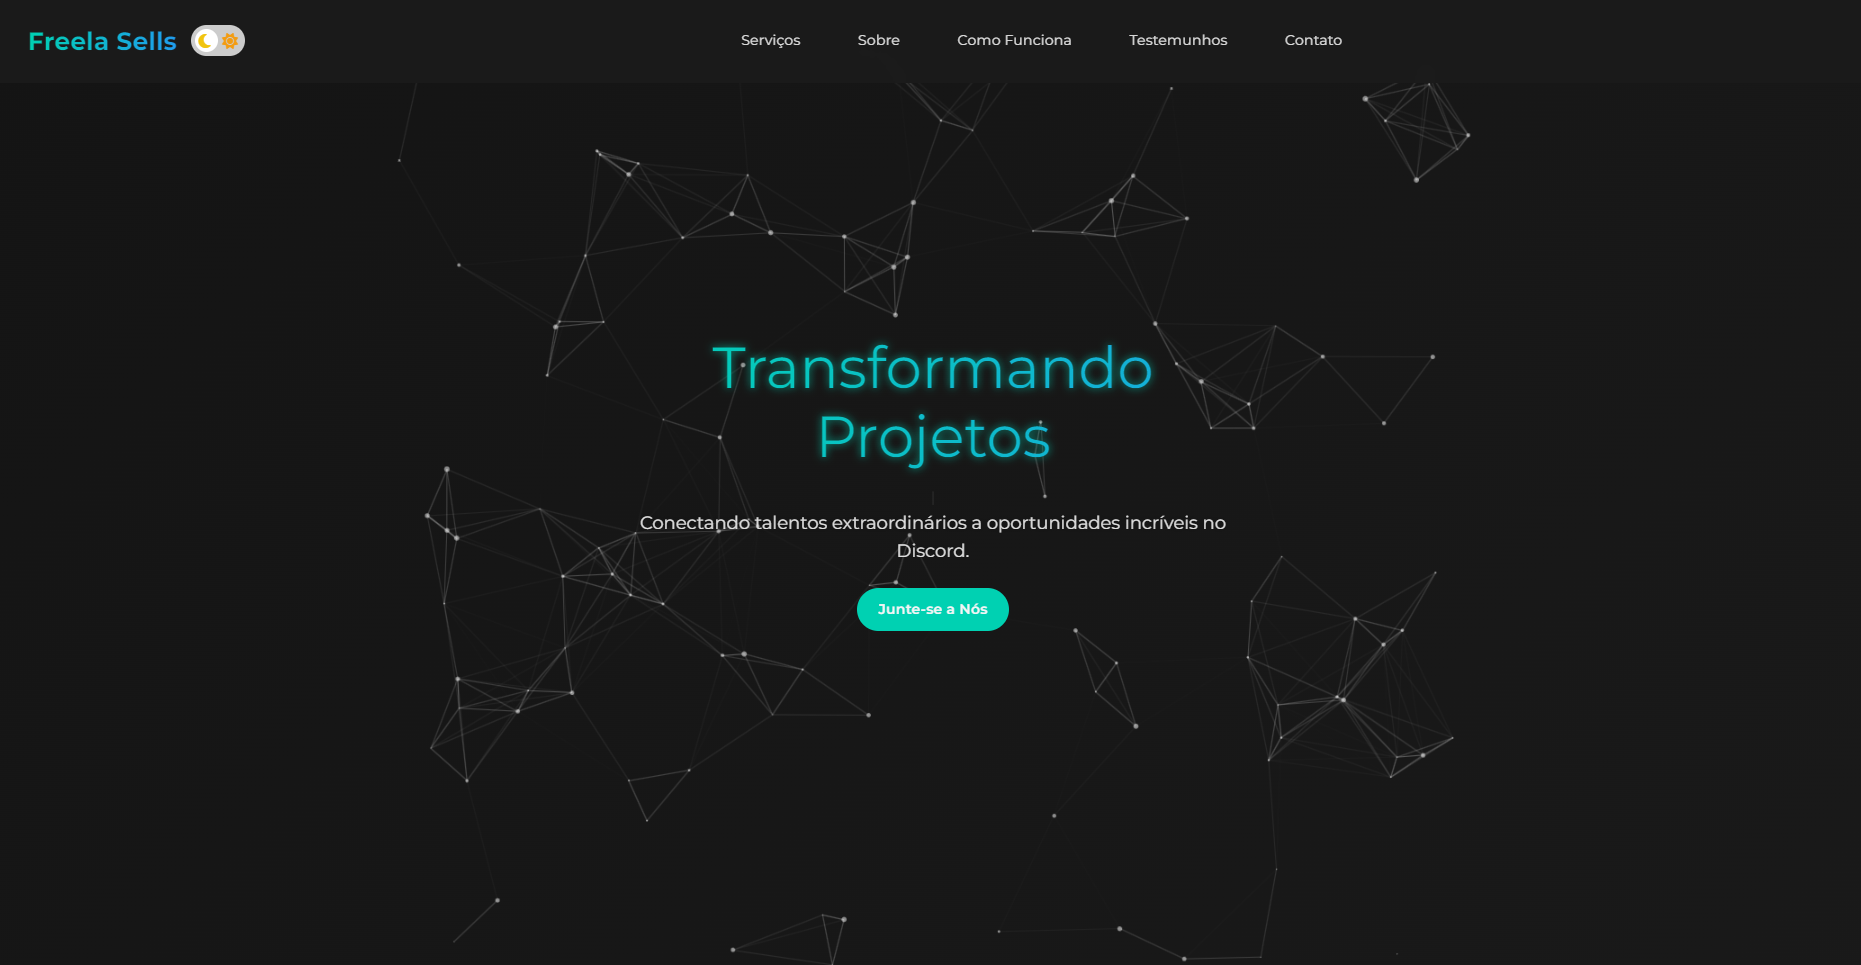 Freela Sells
Serviços
Sobre
Como Funciona
Testemunhos
Contato
Transformando
Projetos
Conectando talentos extraordinários a oportunidades incríveis no
Discord.
Junte-se a Nós